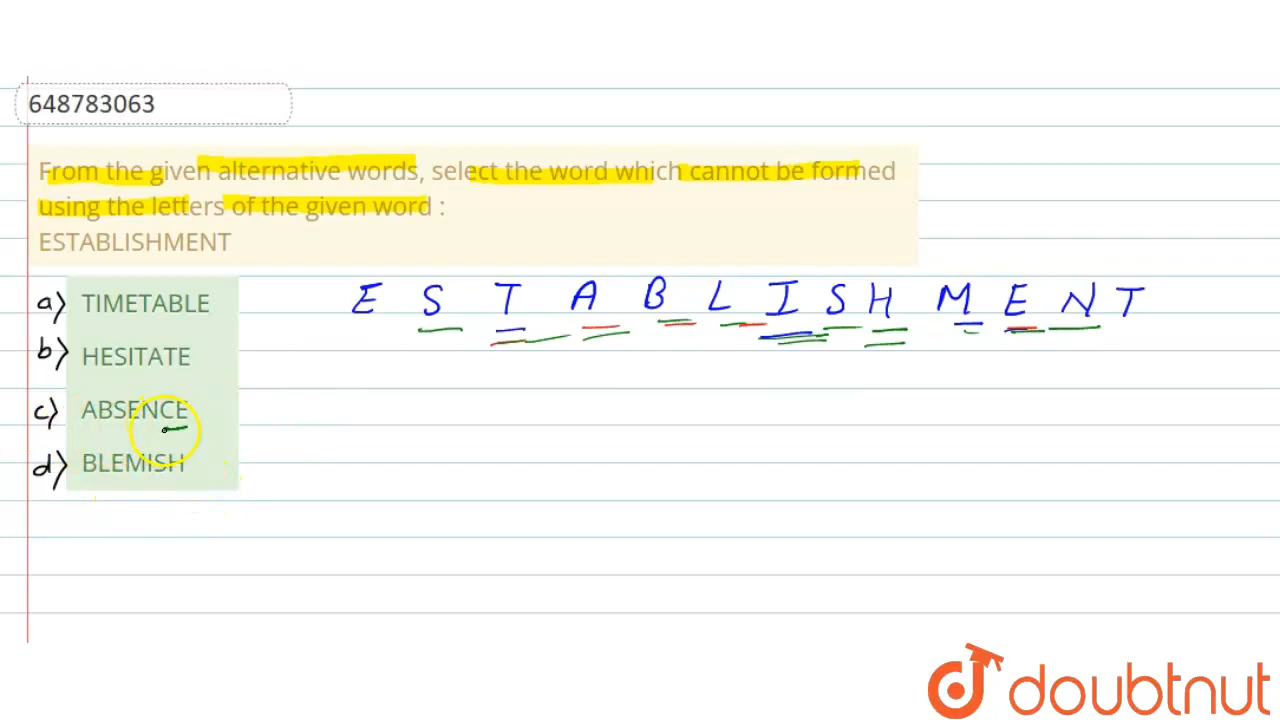 648783063
From the given alternative words, select the word which cannot be formed
using the letters of the given word :
ESTABLISHMENT
a) TIMETABLE
E S T A B L I S H M E N T
b) HESITATE
c) ABSENCE
d) BLEMISH
doubtnut